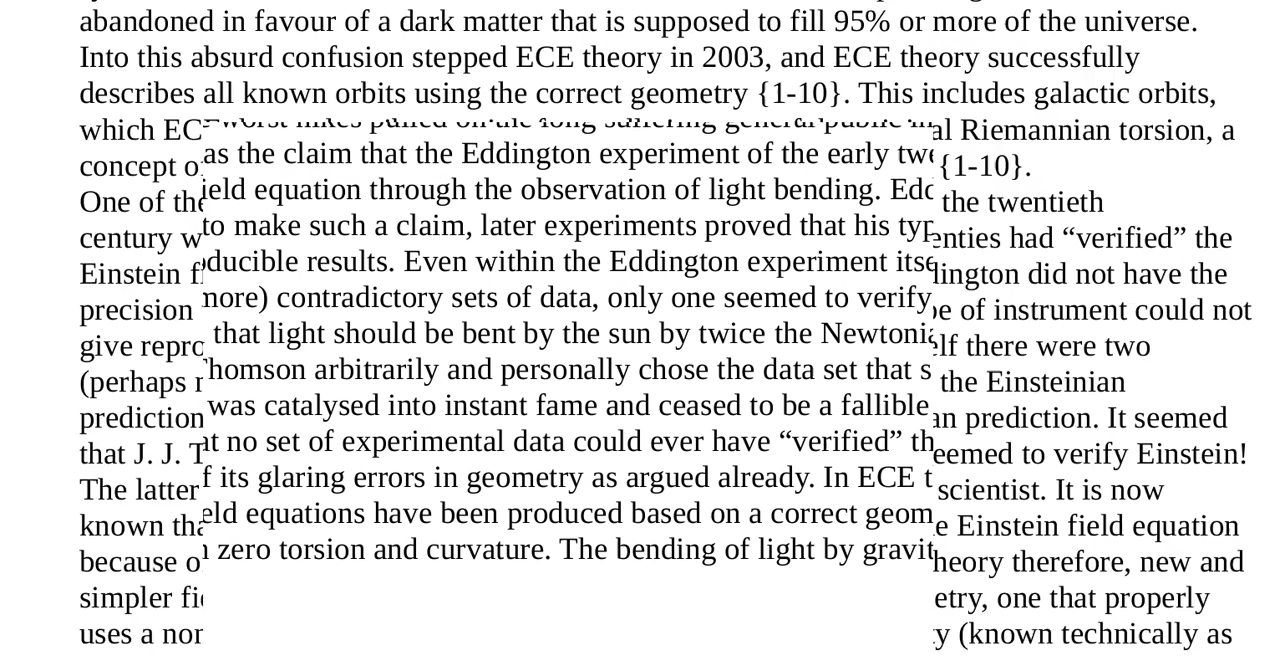 abandoned in favour of a dark matter that is supposed to fill 95% or more of the universe.
Into this absurd confusion stepped ECE theory in 2003, and ECE theory successfully
describes all known orbits using the correct geometry {1-10}. This includes galactic orbits,
which EC al Riemannian torsion, a
concept o as the claim that the Eddington experiment of the early twe {1-10}.
One of the ield equation through the observation of light bending. Edd the twentieth
century w to make such a claim, later experiments proved that his typ enties had “verified” the
Einstein fi oducible results. Even within the Eddington experiment itse dington did not have the
precision more) contradictory sets of data, only one seemed to verify pe of instrument could not
give repro that light should be bent by the sun by twice the Newtonia elf there were two
(perhaps r Thomson arbitrarily and personally chose the data set that s the Einsteinian
prediction was catalysed into instant fame and ceased to be a fallible an prediction. It seemed
that J. J. T at no set of experimental data could ever have “verified” th eemed to verify Einstein!
The latter f its glaring errors in geometry as argued already. In ECE t scientist. It is now
known tha eld equations have been produced based on a correct geom e Einstein field equation
because o n zero torsion and curvature. The bending of light by gravit heory therefore, new and
simpler fie etry, one that properly
uses a non ty (known technically as